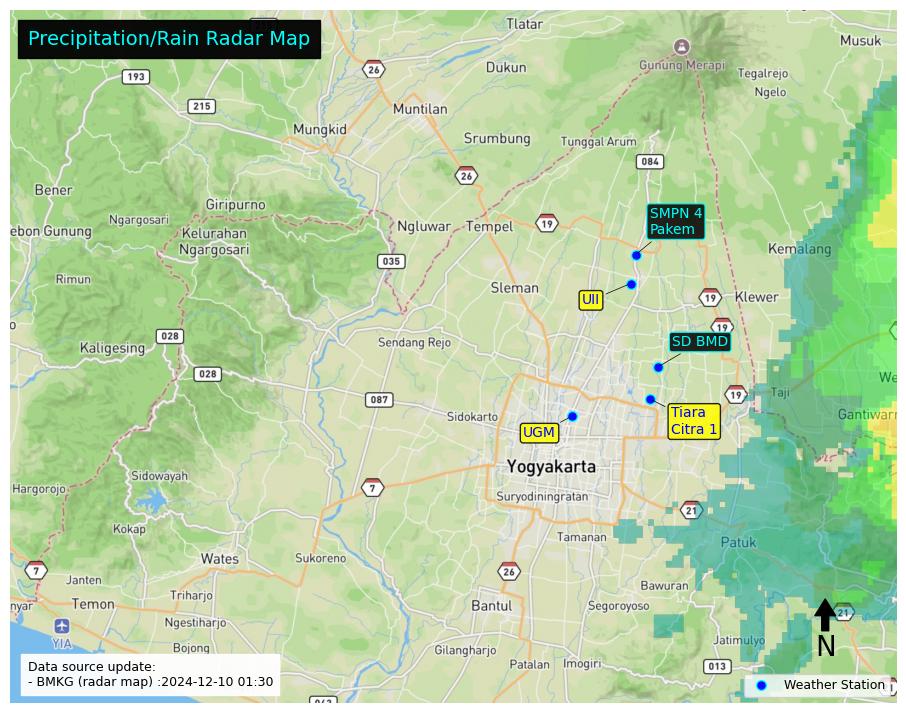 Precipitation/Rain Radar Map
Tlatar
Musuk
26
Dukun
Gunung Merapi
Tegalrejo
193
Ngelo
215
Muntilan
Mungkid
Srumbung
Tunggal Arum
084
26
Bener
Giripurno
SMPN 4
Pakem
Ngargosari
ebon Gunung
Kelurahan
Ngargosari
Ngluwar
Tempel
19
Kemalang
035
Rimun
Sleman
UII
19
Klewer
19
028
Kaligesing
Sendang Rejo
SD BMD
028
We
087
19
Taji
Sidokarto
Tiara
Citra 1
Gantiwarn
UGM
Yogyakarta
Sidowayah
Hargorojo
7
Suryodiningratan
21
Kokap
Tamanan
Patuk
Wates
Sukoreno
7
26
Janten
Bawuran
nyar
Temon
Triharjo
Bantul
Segoroyoso
21
Ngestiharjo
YIA
Jatimulyo
N
Bojong
Gilangharjo
Patalan
Imogiri
013
Data source update:
- BMKG (radar map) :2024-12-10 01:30
Weather Station